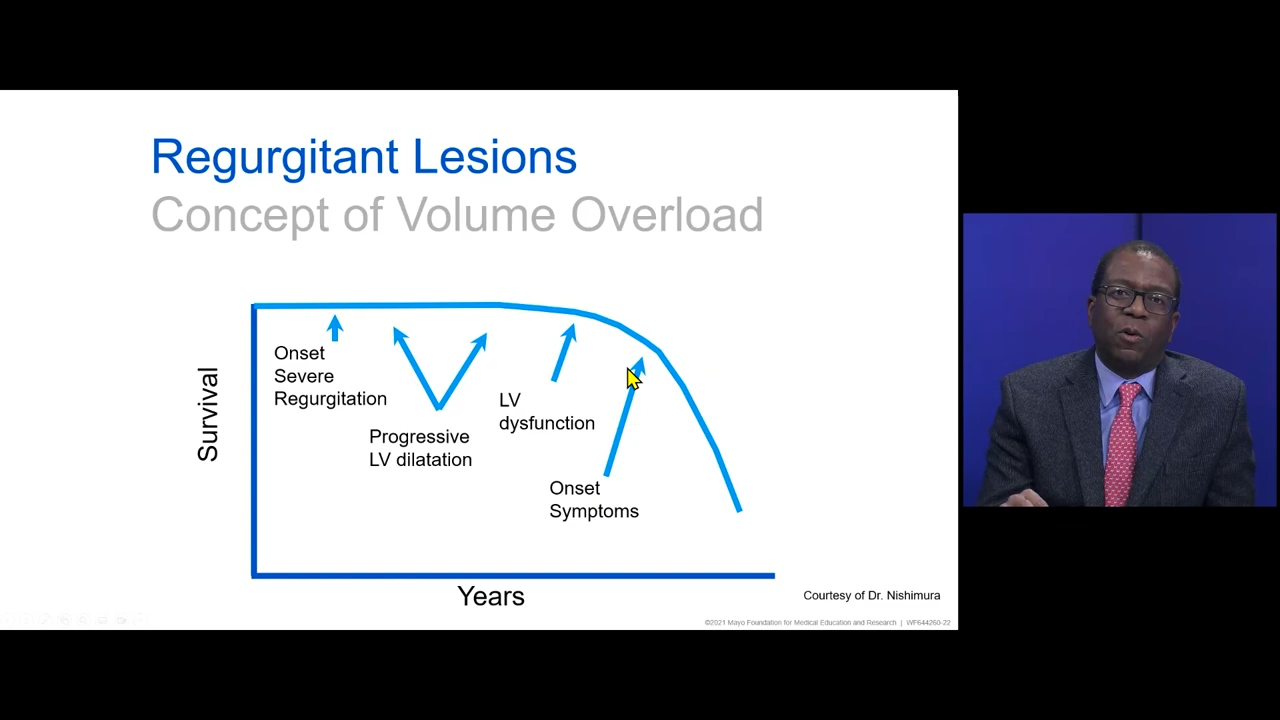 Regurgitant Lesions
Concept of Volume Overload
Survival
Onset
Severe
Regurgitation
Progressive
LV dilatation
LV
dysfunction
Onset
Symptoms
Years
Courtesy of Dr. Nishimura
©2021 Mayo Foundation for Medical Education and Research | WF644260-22